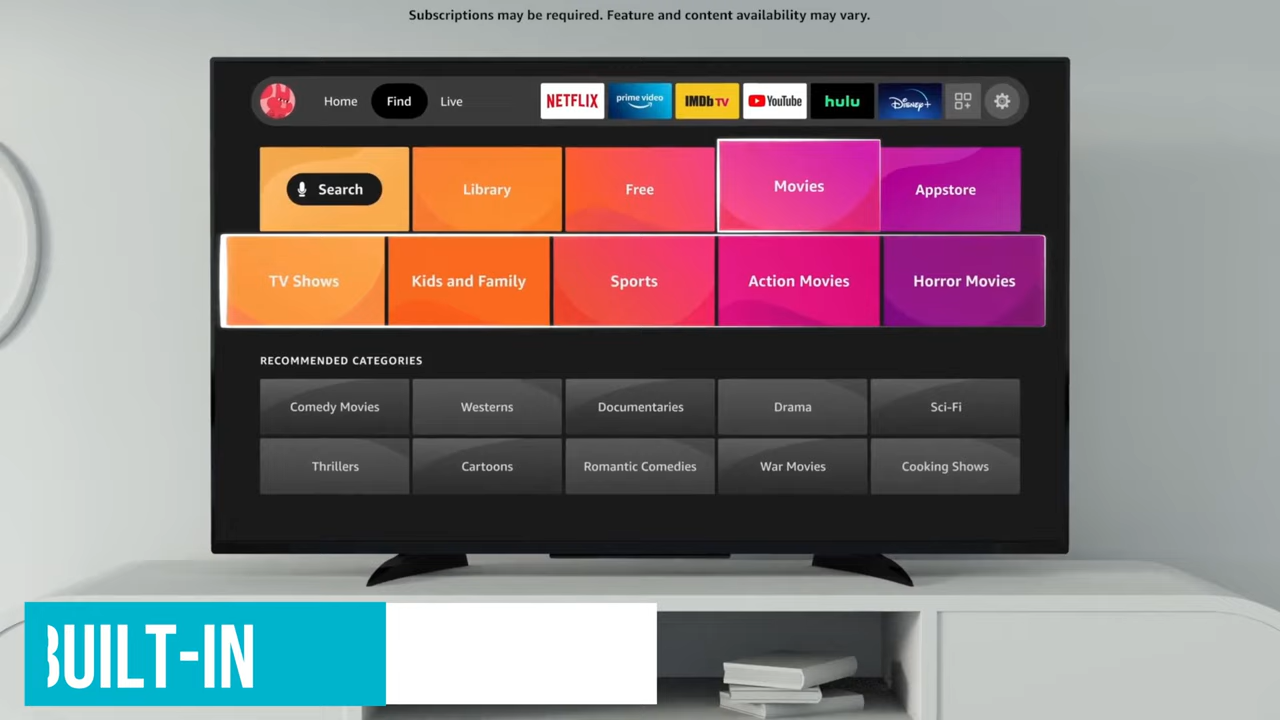 Subscriptions may be required. Feature and content availability may vary.
Home Find Live NETFLIX prime video IMDb TV YouTube hulu Disney+
Search Library Free Movies Appstore
TV Shows Kids and Family Sports Action Movies Horror Movies
RECOMMENDED CATEGORIES
Comedy Movies Westerns Documentaries Drama Sci-Fi
Thrillers Cartoons Romantic Comedies War Movies Cooking Shows
BUILT-IN